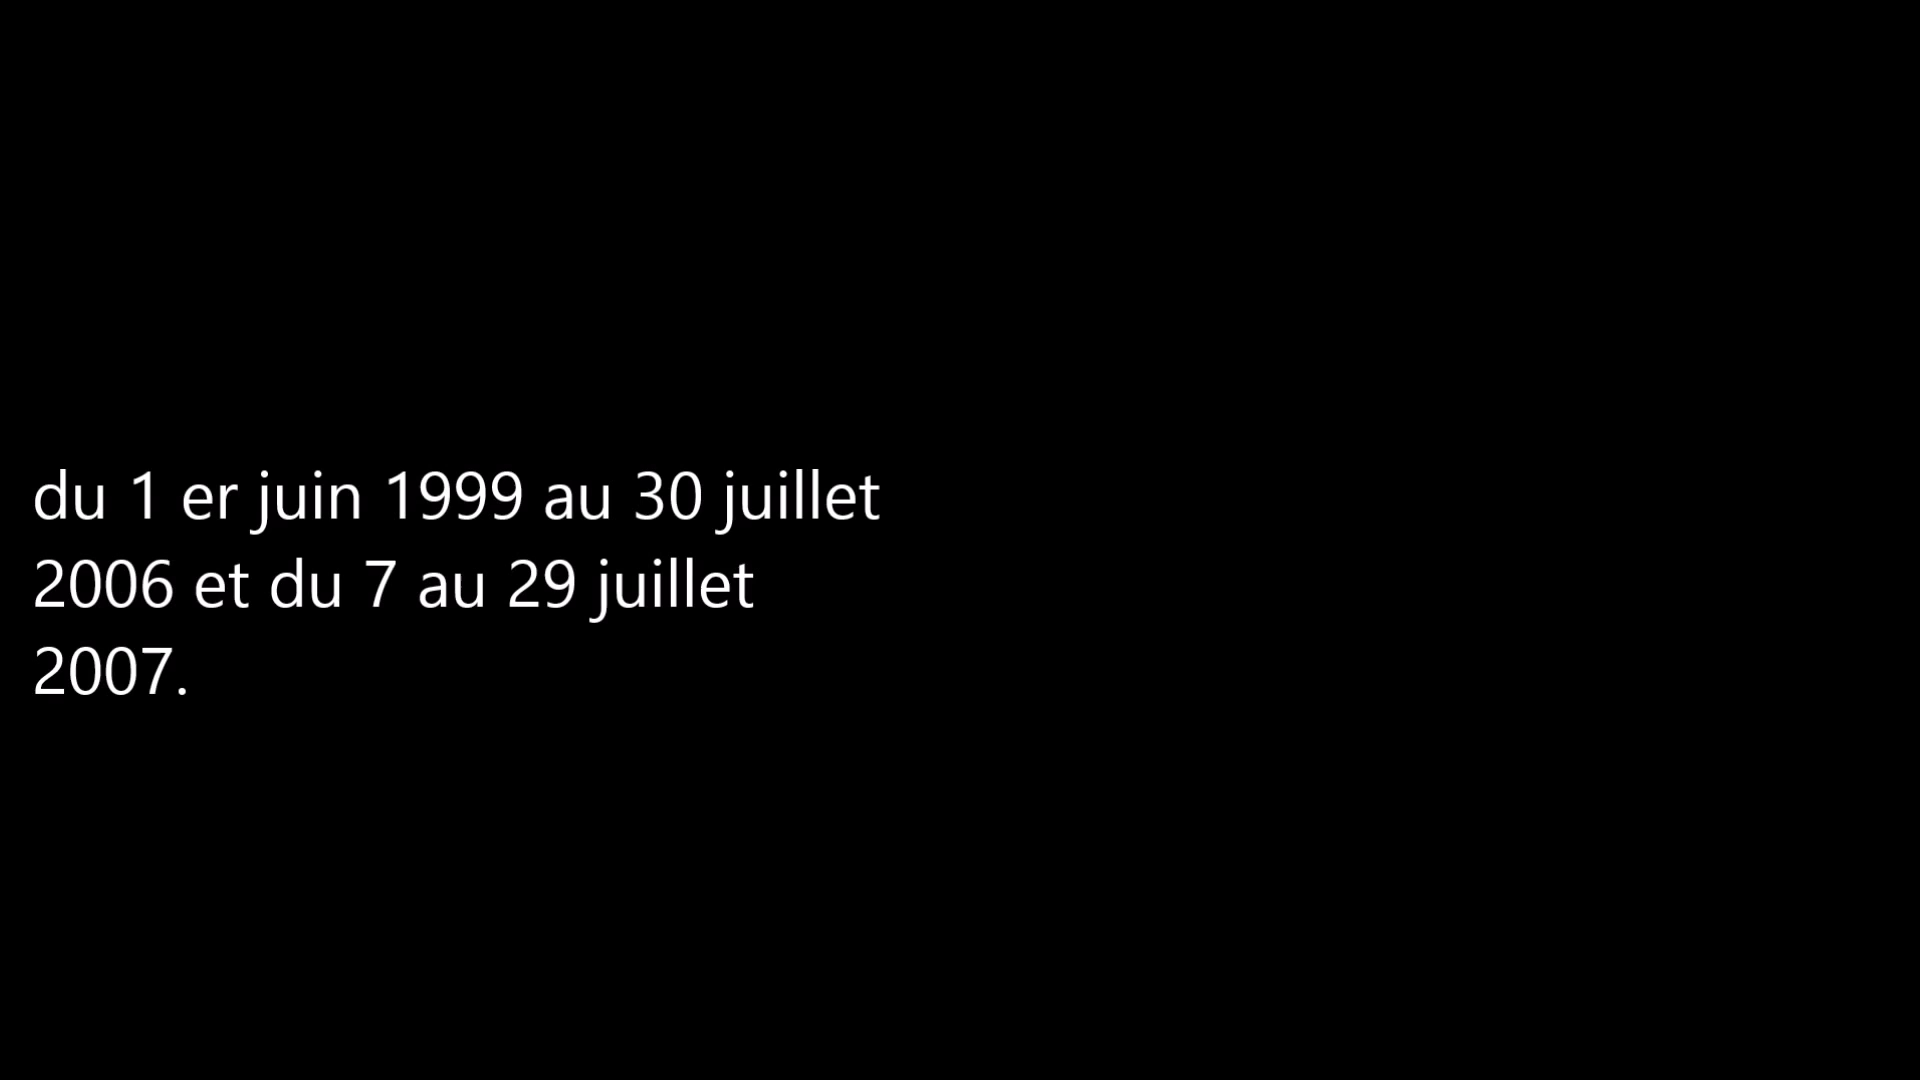 du 1 er juin 1999 au 30 juillet
2006 et du 7 au 29 juillet
2007.